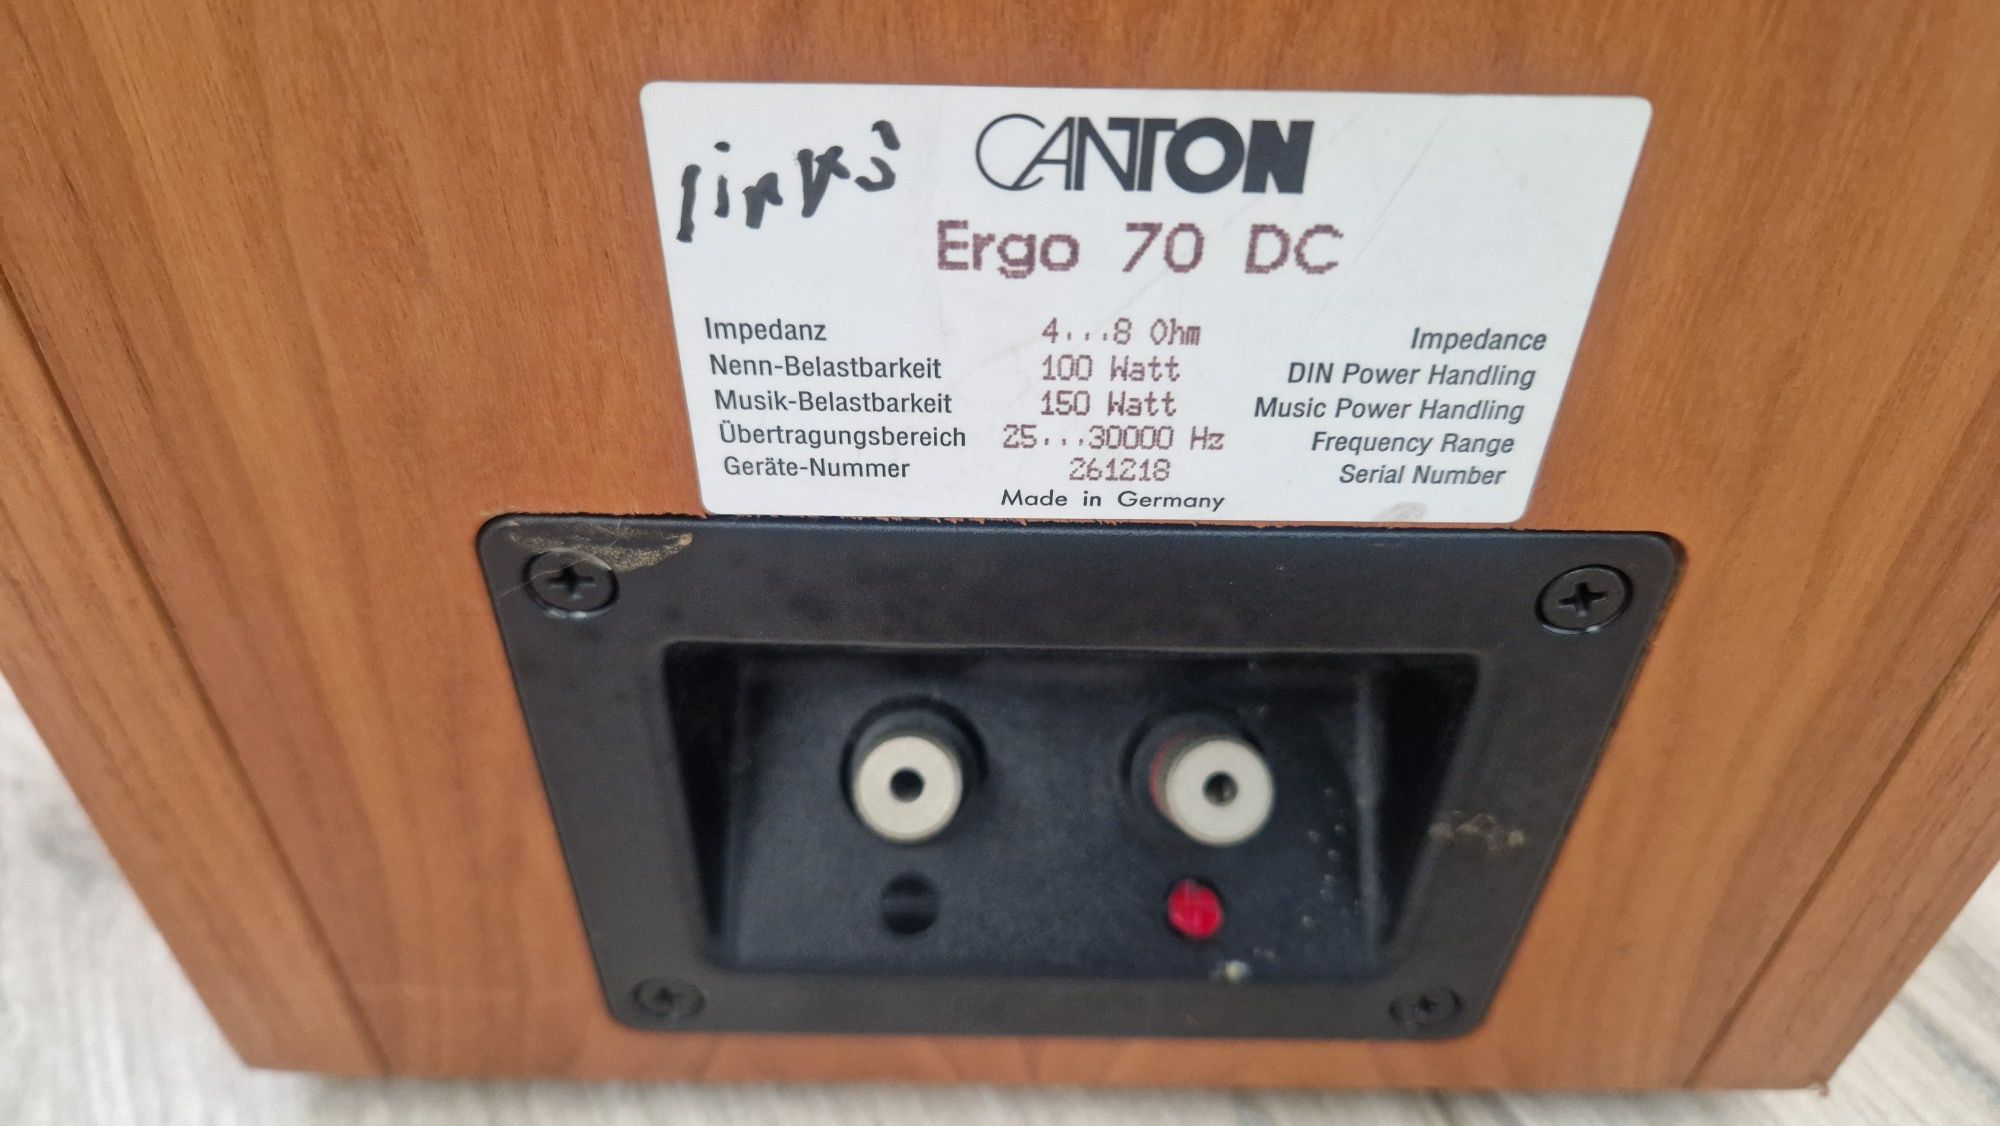 links
CANTON
Ergo 70 DC
Impedanz 4...8 Ohm Impedance
Nenn-Belastbarkeit 100 Watt DIN Power Handling
Musik-Belastbarkeit 150 Watt Music Power Handling
Übertragungsbereich 25...30000 Hz Frequency Range
Geräte-Nummer 261218 Serial Number
Made in Germany